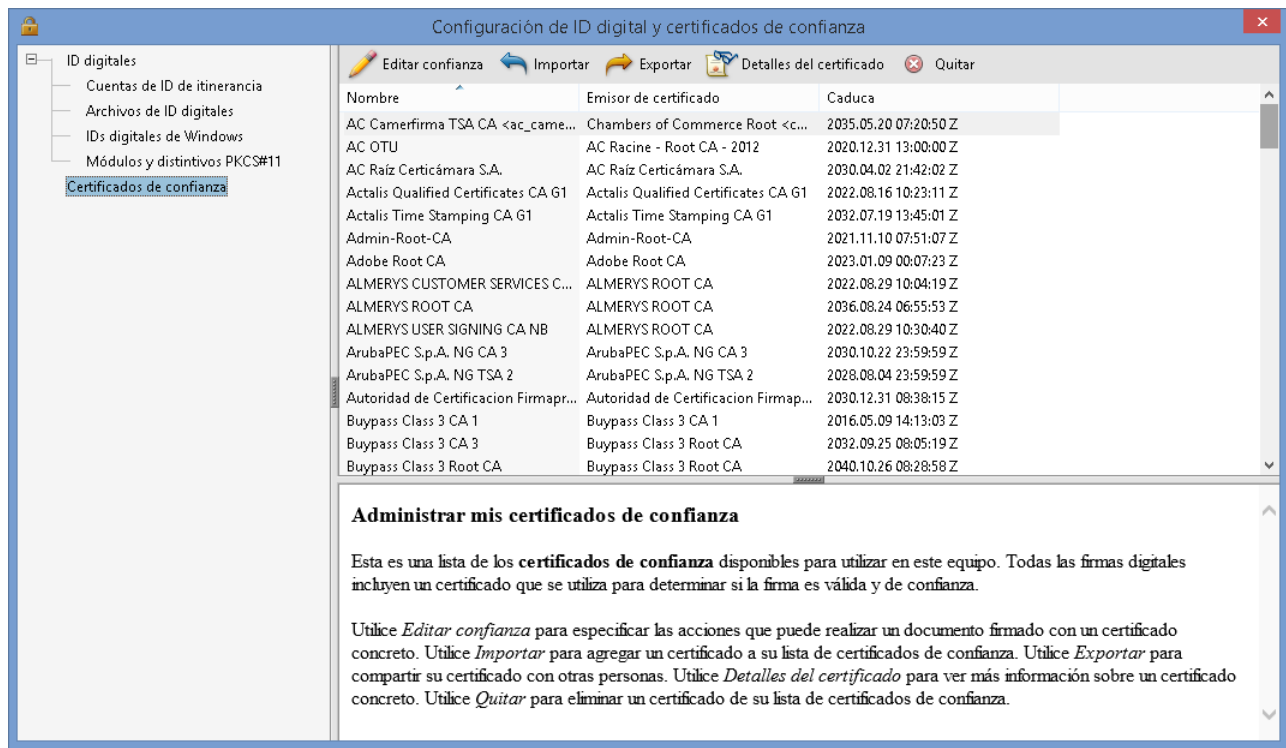 Configuración de ID digital y certificados de confianza
ID digitales
Cuentas de ID de itinerancia
Archivos de ID digitales
IDs digitales de Windows
Módulos y distintivos PKCS#11
Certificados de confianza
Editar confianza Importar Exportar Detalles del certificado Quitar
Nombre Emisor de certificado Caduca
AC Camerfirma TSA CA <ac_came... Chambers of Commerce Root <c... 2035.05.20 07:20:50 Z
AC OTU AC Racine - Root CA - 2012 2020.12.31 13:00:00 Z
AC Raíz Certicámara S.A. AC Raíz Certicámara S.A. 2030.04.02 21:42:02 Z
Actalis Qualified Certificates CA G1 Actalis Qualified Certificates CA G1 2022.08.16 10:23:11 Z
Actalis Time Stamping CA G1 Actalis Time Stamping CA G1 2032.07.19 13:45:01 Z
Admin-Root-CA Admin-Root-CA 2021.11.10 07:51:07 Z
Adobe Root CA Adobe Root CA 2023.01.09 00:07:23 Z
ALMERYS CUSTOMER SERVICES C... ALMERYS ROOT CA 2022.08.29 10:04:19 Z
ALMERYS ROOT CA ALMERYS ROOT CA 2036.08.24 06:55:53 Z
ALMERYS USER SIGNING CA NB ALMERYS ROOT CA 2022.08.29 10:30:40 Z
ArubaPEC S.p.A. NG CA 3 ArubaPEC S.p.A. NG CA 3 2030.10.22 23:59:59 Z
ArubaPEC S.p.A. NG TSA 2 ArubaPEC S.p.A. NG TSA 2 2028.08.04 23:59:59 Z
Autoridad de Certificacion Firmapr... Autoridad de Certificacion Firmap... 2030.12.31 08:38:15 Z
Buypass Class 3 CA 1 Buypass Class 3 CA 1 2016.05.09 14:13:03 Z
Buypass Class 3 CA 3 Buypass Class 3 Root CA 2032.09.25 08:05:19 Z
Buypass Class 3 Root CA Buypass Class 3 Root CA 2040.10.26 08:28:58 Z
Administrar mis certificados de confianza
Esta es una lista de los certificados de confianza disponibles para utilizar en este equipo. Todas las firmas digitales
incluyen un certificado que se utiliza para determinar si la firma es válida y de confianza.
Utilice Editar confianza para especificar las acciones que puede realizar un documento firmado con un certificado
concreto. Utilice Importar para agregar un certificado a su lista de certificados de confianza. Utilice Exportar para
compartir su certificado con otras personas. Utilice Detalles del certificado para ver más información sobre un certificado
concreto. Utilice Quitar para eliminar un certificado de su lista de certificados de confianza.